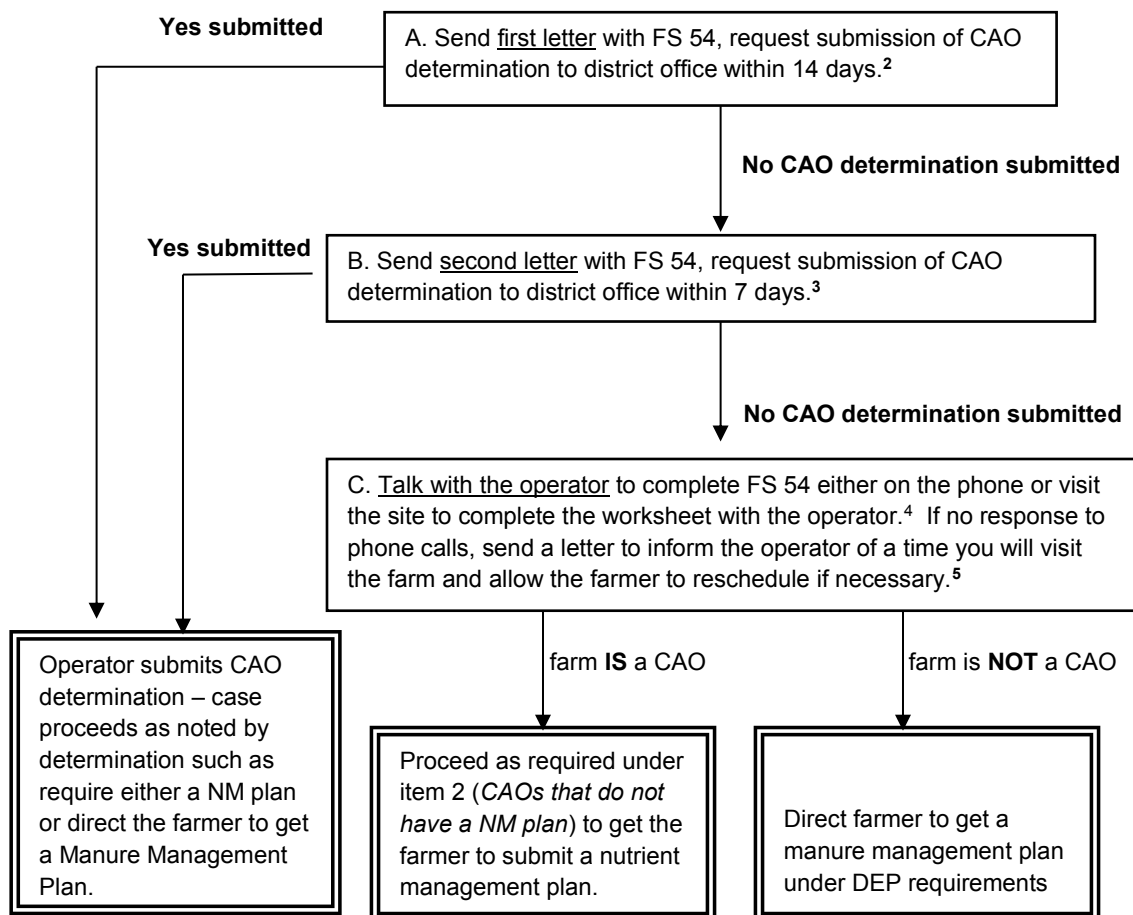 Yes submitted
A. Send first letter with FS 54, request submission of CAO
determination to district office within 14 days.²
No CAO determination submitted
Yes submitted
B. Send second letter with FS 54, request submission of CAO
determination to district office within 7 days.³
No CAO determination submitted
C. Talk with the operator to complete FS 54 either on the phone or visit
the site to complete the worksheet with the operator.⁴ If no response to
phone calls, send a letter to inform the operator of a time you will visit
the farm and allow the farmer to reschedule if necessary.⁵
farm IS a CAO
farm is NOT a CAO
Operator submits CAO
determination – case
proceeds as noted by
determination such as
require either a NM plan
or direct the farmer to get
a Manure Management
Plan.
Proceed as required under
item 2 (CAOs that do not
have a NM plan) to get the
farmer to submit a nutrient
management plan.
Direct farmer to get a
manure management plan
under DEP requirements